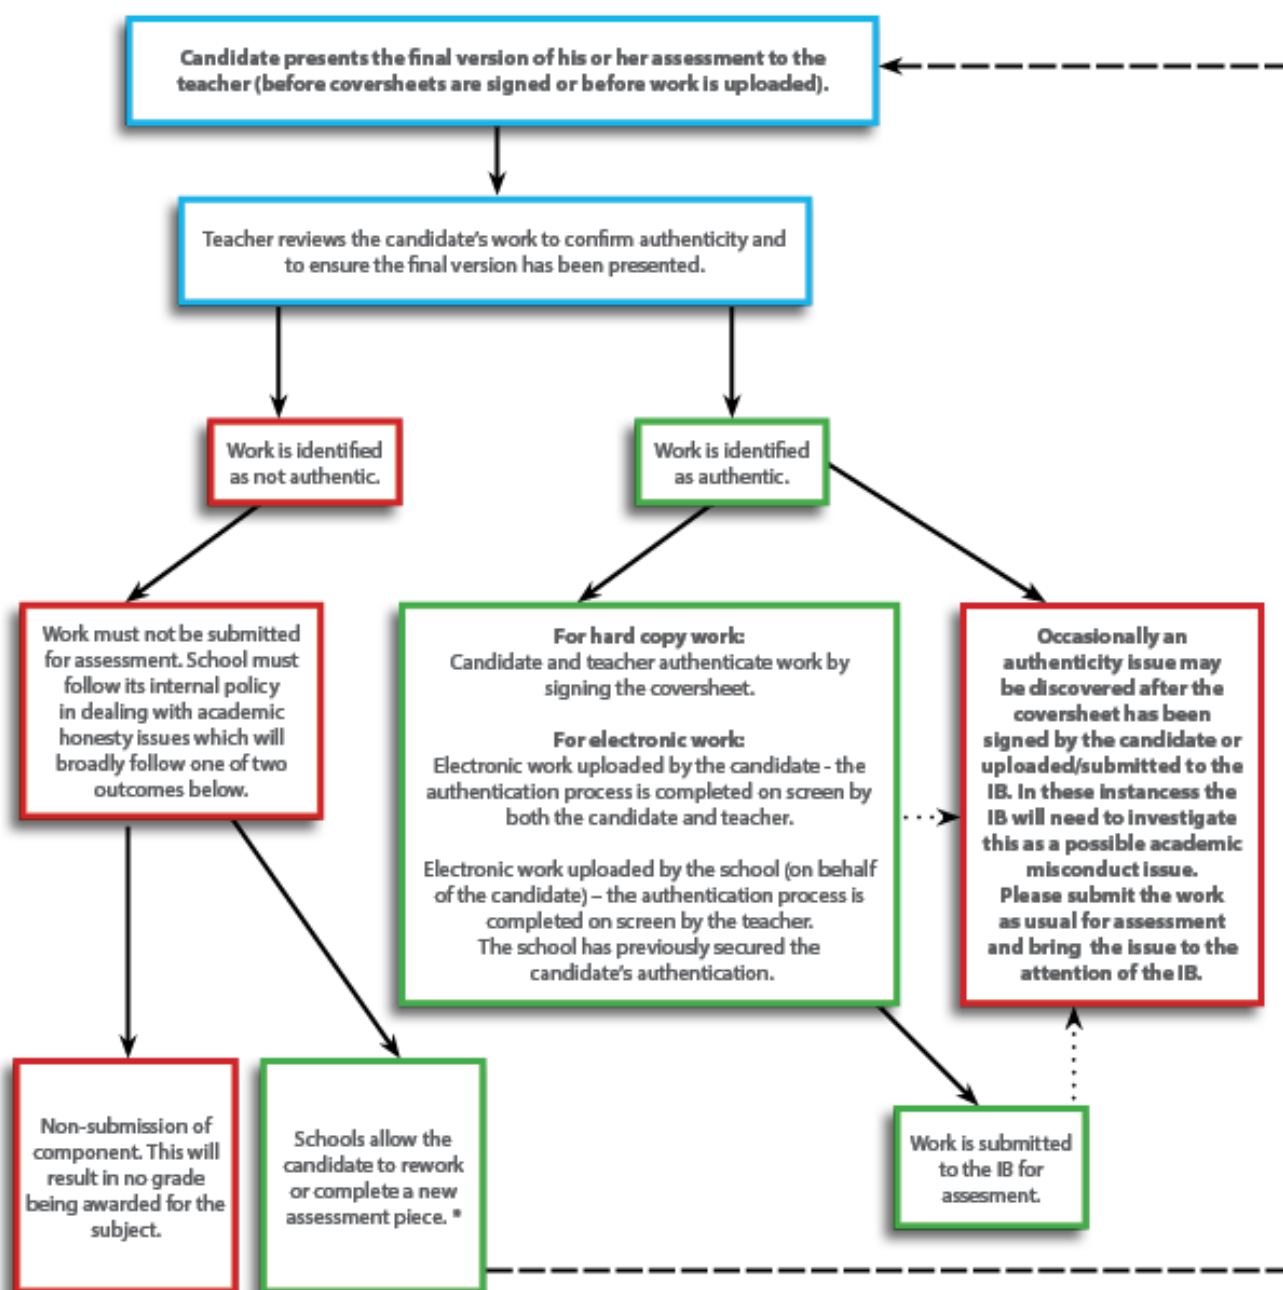 Candidate presents the final version of his or her assessment to the
teacher (before coversheets are signed or before work is uploaded).
Teacher reviews the candidate's work to confirm authenticity and
to ensure the final version has been presented.
Work is identified
as not authentic.
Work is identified
as authentic.
Work must not be submitted
for assessment. School must
follow its internal policy
in dealing with academic
honesty issues which will
broadly follow one of two
outcomes below.
For hard copy work:
Candidate and teacher authenticate work by
signing the coversheet.
For electronic work:
Electronic work uploaded by the candidate - the
authentication process is completed on screen by
both the candidate and teacher.
Electronic work uploaded by the school (on behalf
of the candidate) – the authentication process is
completed on screen by the teacher.
The school has previously secured the
candidate's authentication.
Occasionally an
authenticity issue may
be discovered after the
coversheet has been
signed by the candidate or
uploaded/submitted to the
IB. In these instancess the
IB will need to investigate
this as a possible academic
misconduct issue.
Please submit the work
as usual for assessment
and bring the issue to the
attention of the IB.
Non-submission of
component. This will
result in no grade
being awarded for the
subject.
Schools allow the
candidate to rework
or complete a new
assessment piece. *
Work is submitted
to the IB for
assesment.